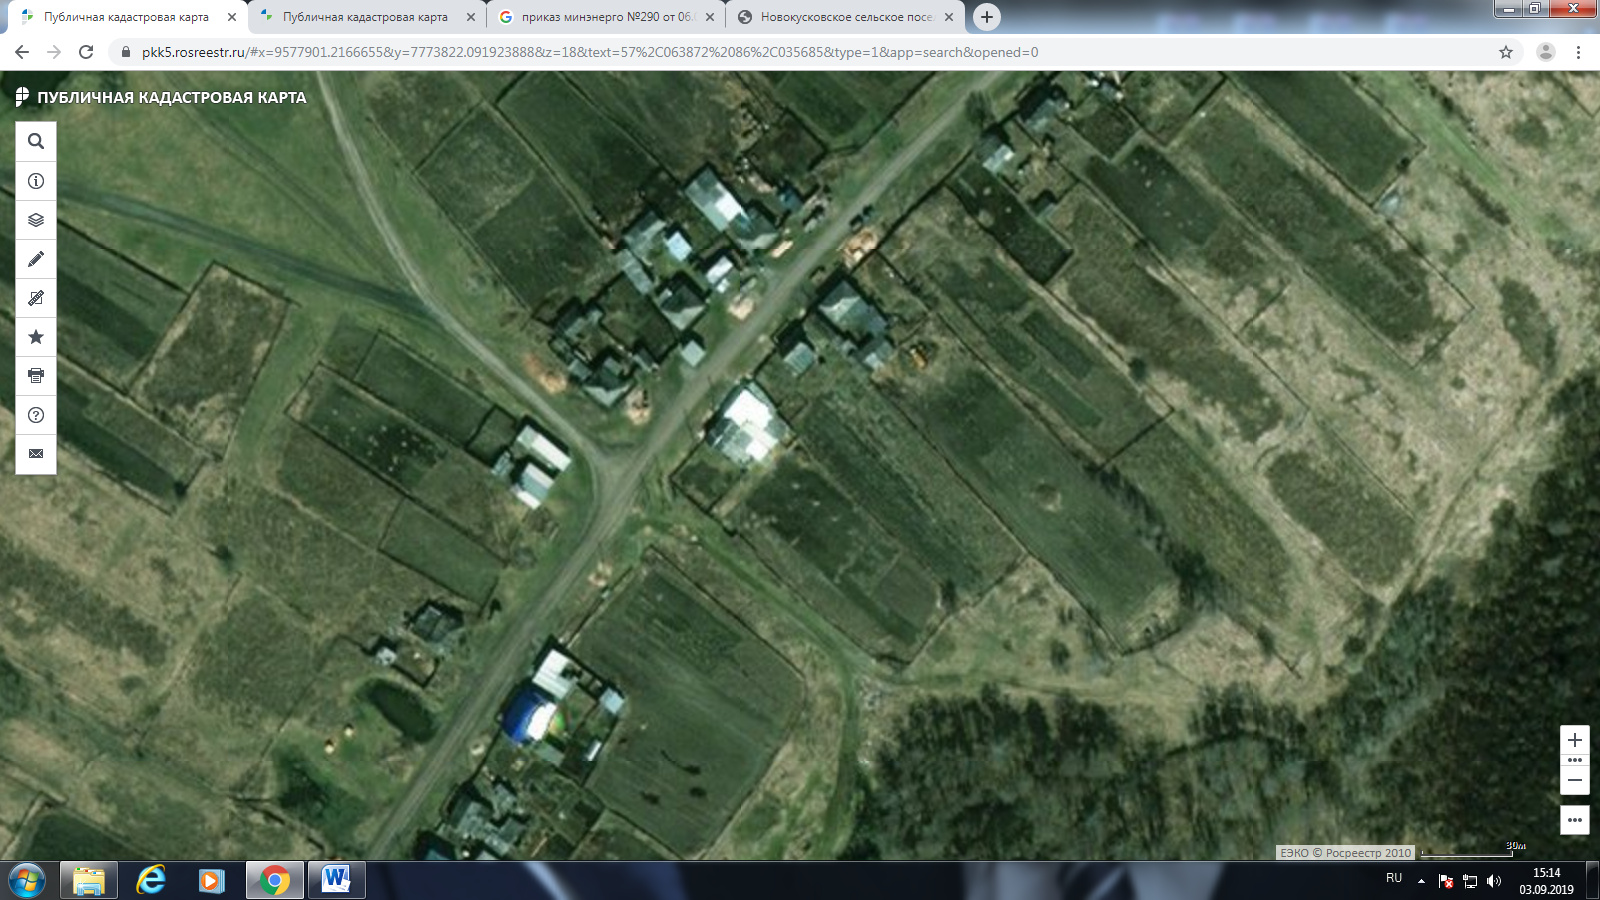 Публичная кадастровая карта
Публичная кадастровая карта
приказ минэнерго №290 от 06.
Новокусковское сельское посе
pkk5.rosreestr.ru/#x=9577901.2166655&y=7773822.091923888&z=18&text=57%2C063872%2086%2C035685&type=1&app=search&opened=0
ПУБЛИЧНАЯ КАДАСТРОВАЯ КАРТА
ЕЭКО © Росреестр 2010
30m
RU
15:14
03.09.2019